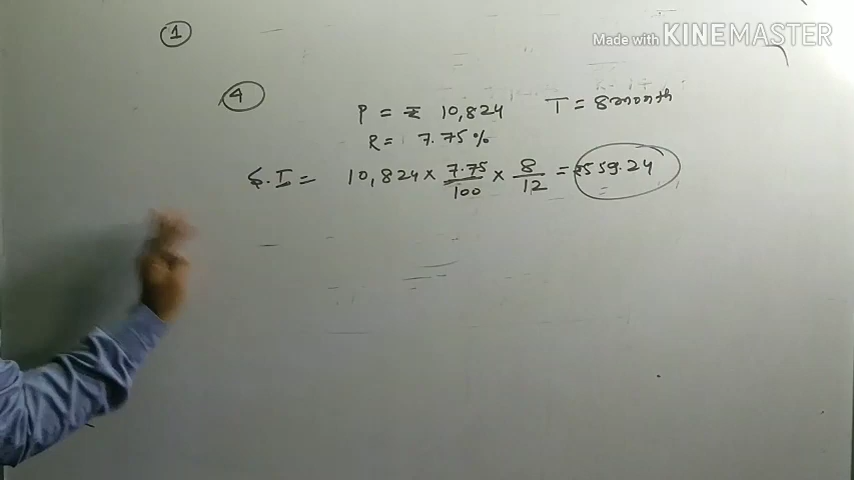 1
Made with KINEMASTER
4
P = ₹ 10,824 T = 8 month
R = 7.75%
S.I = 10,824 × 7.75/100 × 8/12 = ₹559.24